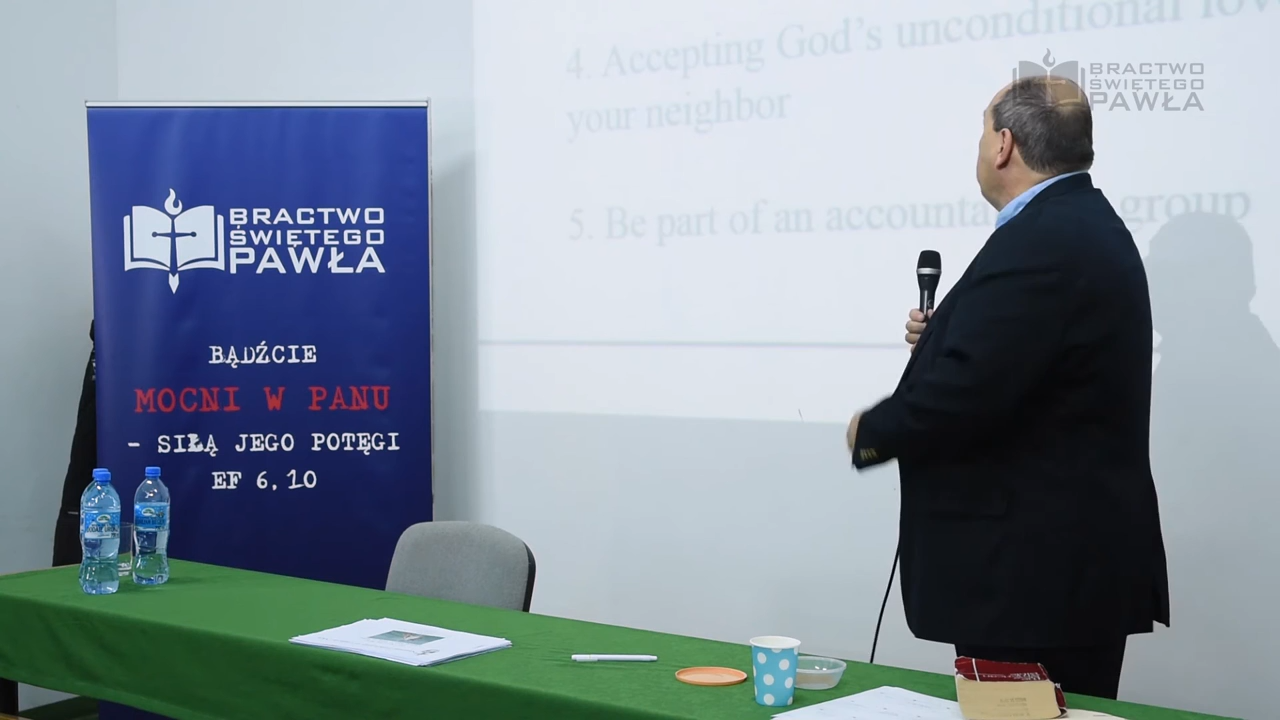 4. Accepting God's unconditional love
your neighbor
5. Be part of an accounta group
BRACTWO
ŚWIĘTEGO
PAWŁA
BRACTWO
ŚWIĘTEGO
PAWŁA
BĄDŹCIE
MOCNI W PANU
- SIŁĄ JEGO POTĘGI
EF 6,10